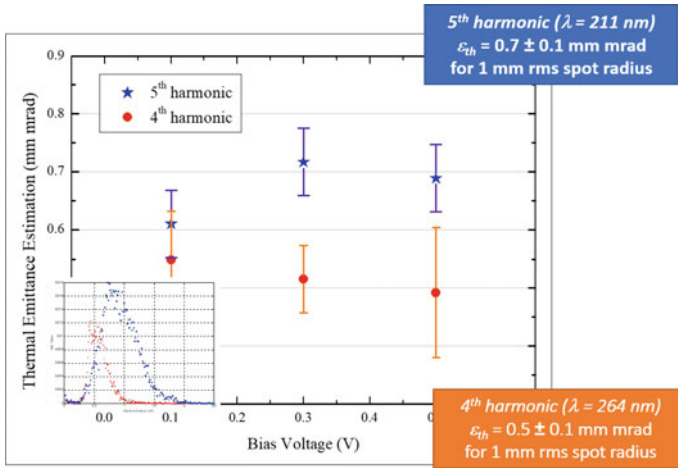 5th harmonic (λ = 211 nm)
εth = 0.7 ± 0.1 mm mrad
for 1 mm rms spot radius
0.9
0.8
0.7
0.6
Thermal Emittance Estimation (mm mrad)
5th harmonic
4th harmonic
0.0
0.1
0.2
0.3
0.4
Bias Voltage (V)
4th harmonic (λ = 264 nm)
εth = 0.5 ± 0.1 mm mrad
for 1 mm rms spot radius